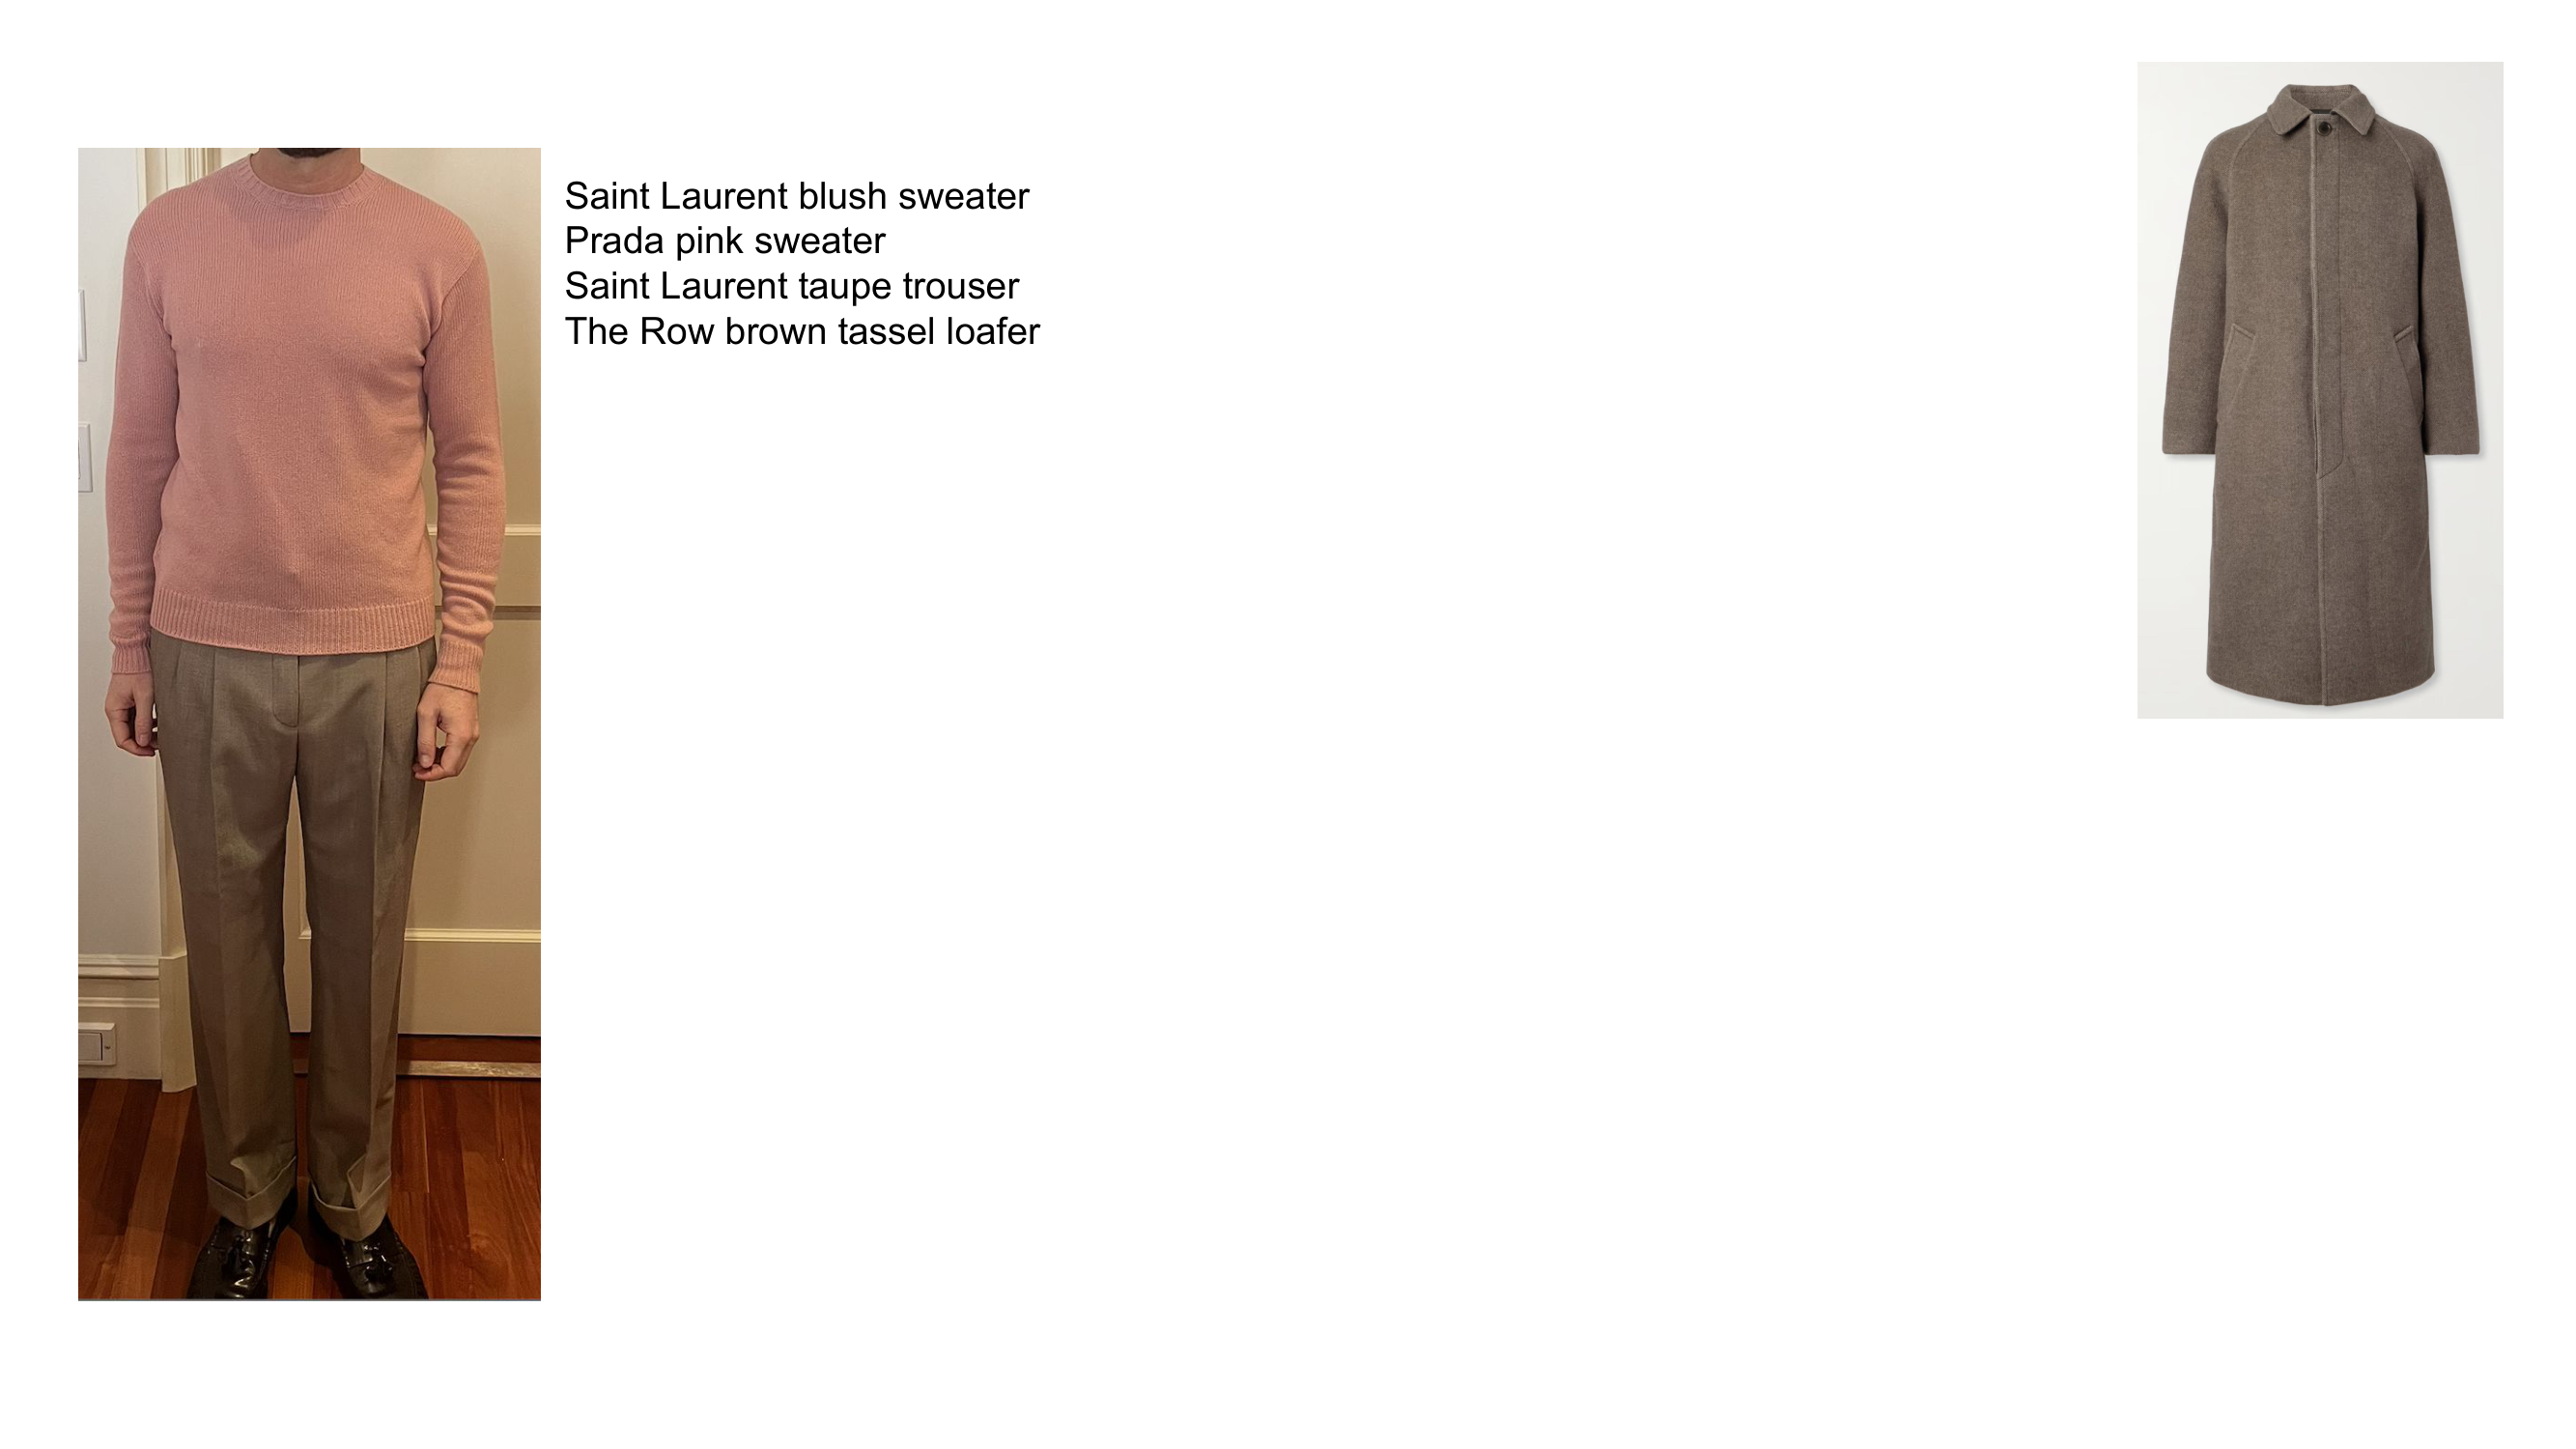 Saint Laurent blush sweater
Prada pink sweater
Saint Laurent taupe trouser
The Row brown tassel loafer